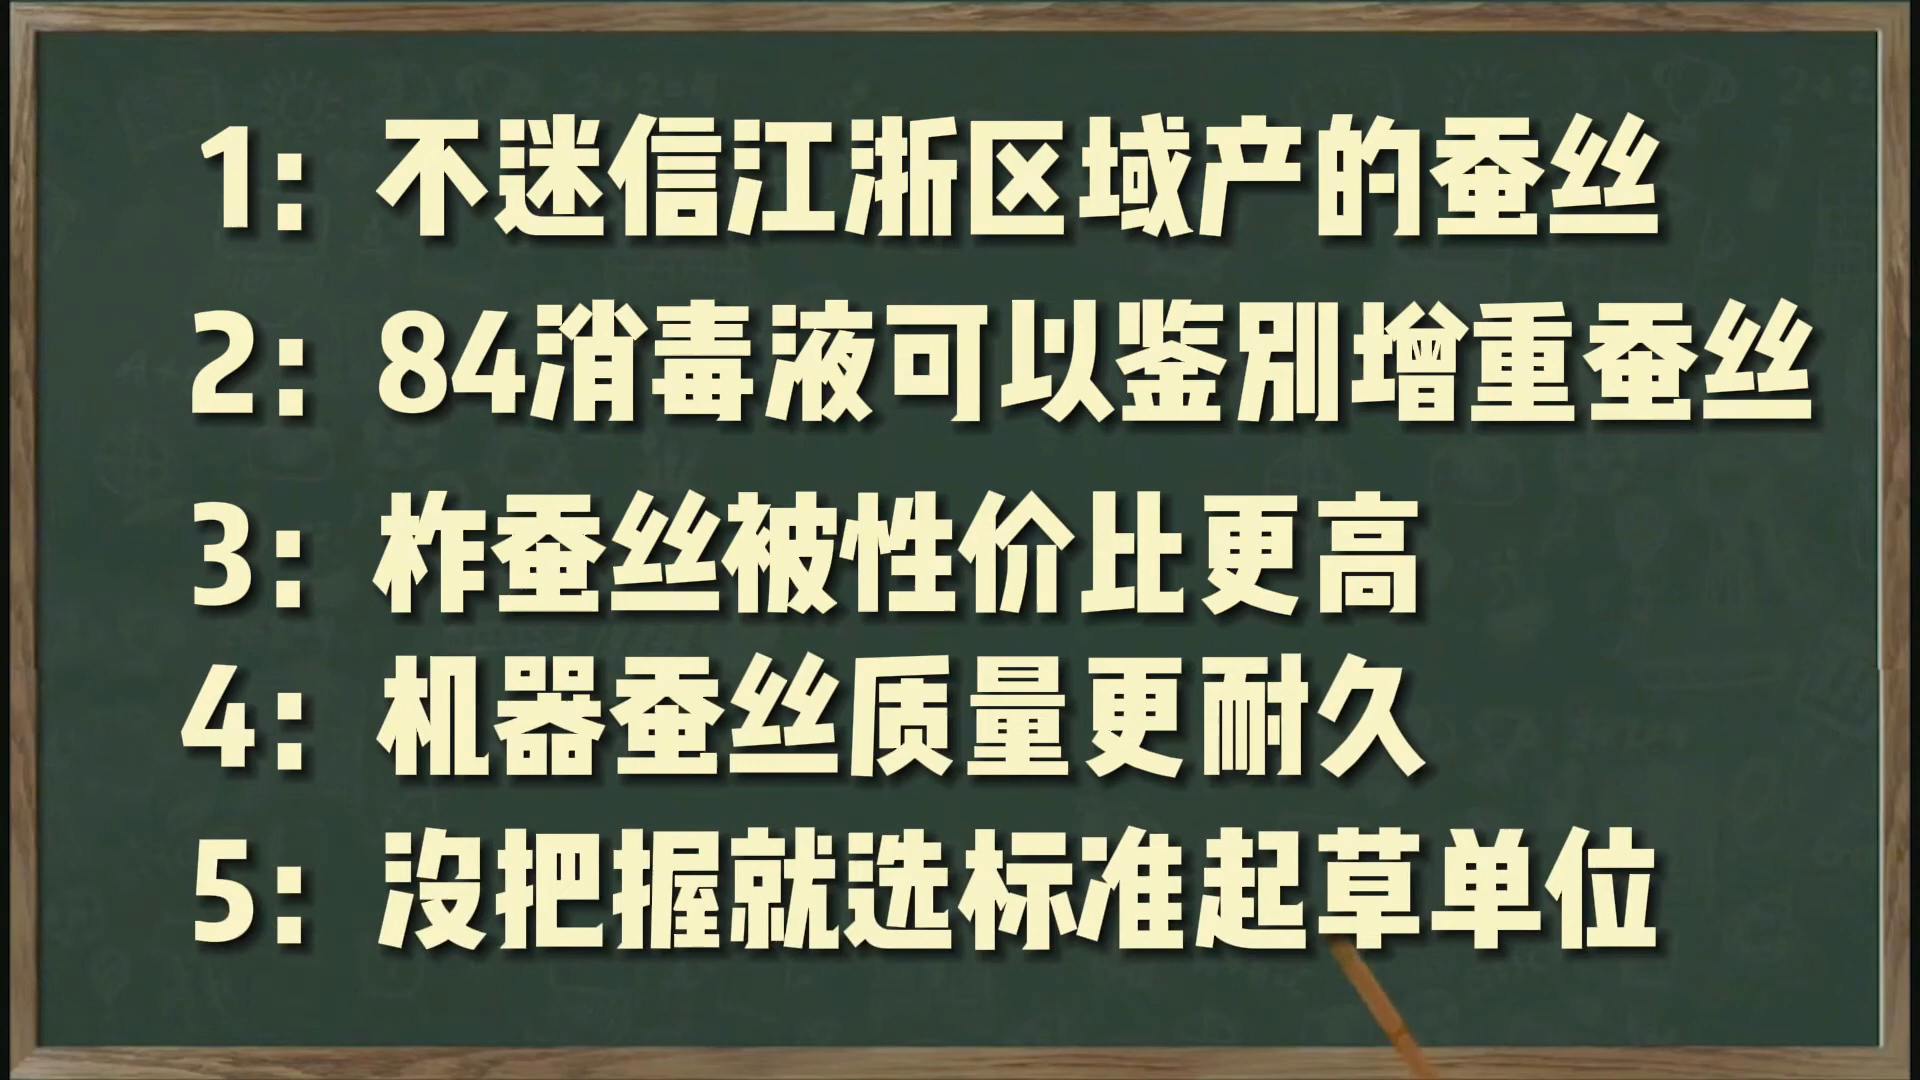 1：不迷信江浙区域产的蚕丝
2：84消毒液可以鉴别增重蚕丝
3：柞蚕丝被性价比更高
4：机器蚕丝质量更耐久
5：没把握就选标准起草单位